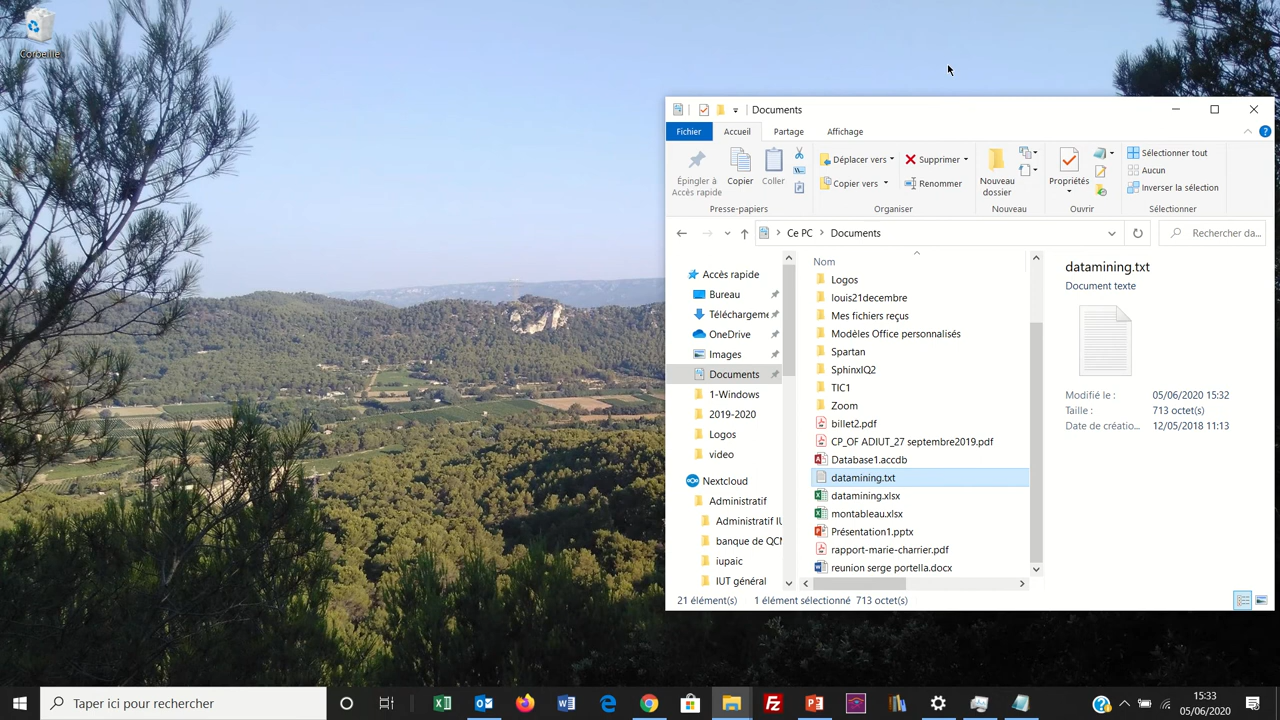 Corbeille
Documents
Fichier Accueil Partage Affichage
Épingler à Accès rapide
Copier
Coller
Presse-papiers
Déplacer vers
Copier vers
Supprimer
Renommer
Organiser
Nouveau dossier
Nouveau
Propriétés
Ouvrir
Sélectionner tout
Aucun
Inverser la sélection
Sélectionner
Ce PC > Documents
Rechercher da...
Accès rapide
Bureau
Téléchargeme
OneDrive
Images
Documents
1-Windows
2019-2020
Logos
video
Nextcloud
Administratif
Administratif IU
banque de QCM
iupaic
IUT général
Nom
Logos
louis21decembre
Mes fichiers reçus
Modèles Office personnalisés
Spartan
SphinxIQ2
TIC1
Zoom
billet2.pdf
CP_OF ADIUT_27 septembre2019.pdf
Database1.accdb
datamining.txt
datamining.xlsx
montableau.xlsx
Présentation1.pptx
rapport-marie-charrier.pdf
reunion serge portella.docx
datamining.txt
Document texte
Modifié le : 05/06/2020 15:32
Taille : 713 octet(s)
Date de créatio... 12/05/2018 11:13
21 élément(s) 1 élément sélectionné 713 octet(s)
Taper ici pour rechercher
15:33
05/06/2020